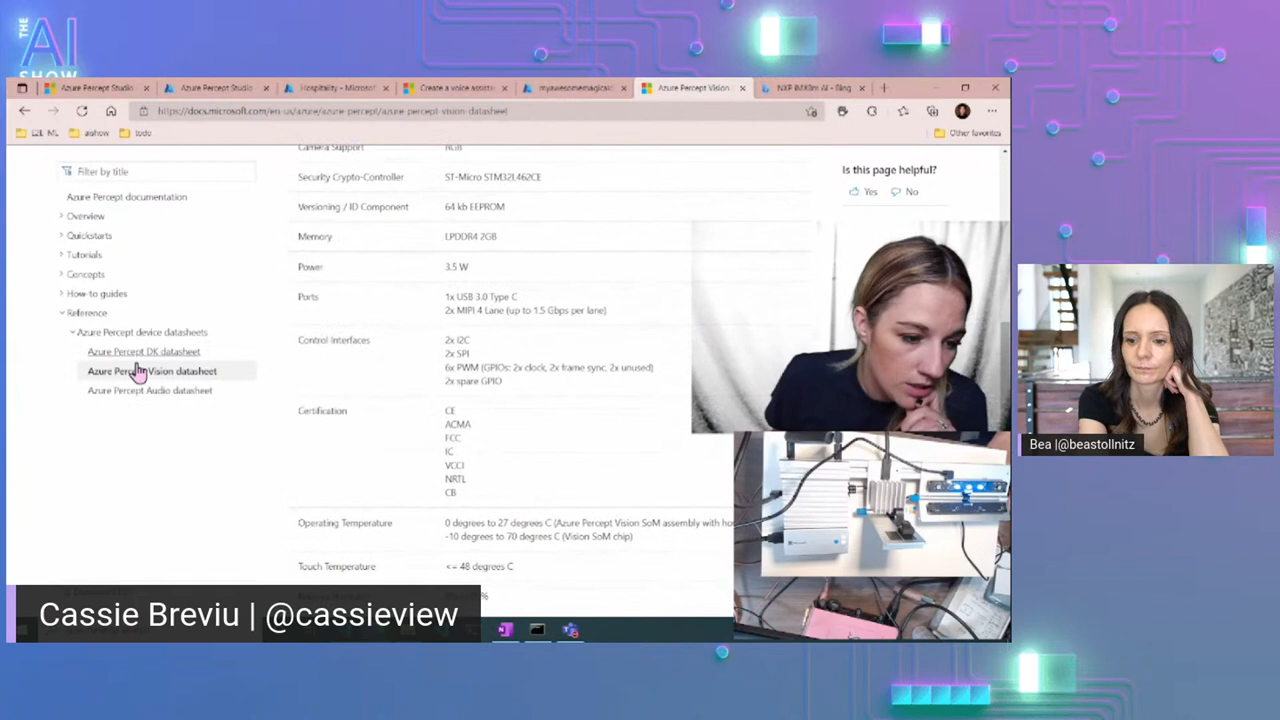 THE
AI
SHOW
Azure Percept Studio
Azure Percept Studio
Hospitality - Microsof
Create a voice assista
myawesomemagicalc
Azure Percept Vision
NXP iMX8m AI - Bing
https://docs.microsoft.com/en-us/azure/azure-percept/azure-percept-vision-datasheet
L2E ML
aishow
todo
Other favorites
Filter by title
Azure Percept documentation
Overview
Quickstarts
Tutorials
Concepts
How-to guides
Reference
Azure Percept device datasheets
Azure Percept DK datasheet
Azure Percept Vision datasheet
Azure Percept Audio datasheet
Camera Support RGB
Security Crypto-Controller ST-Micro STM32L462CE
Versioning / ID Component 64 kb EEPROM
Memory LPDDR4 2GB
Power 3.5 W
Ports 1x USB 3.0 Type C
2x MIPI 4 Lane (up to 1.5 Gbps per lane)
Control Interfaces 2x I2C
2x SPI
6x PWM (GPIOs: 2x clock, 2x frame sync, 2x unused)
2x spare GPIO
Certification CE
ACMA
FCC
IC
VCCI
NRTL
CB
Operating Temperature 0 degrees to 27 degrees C (Azure Percept Vision SoM assembly with ho
-10 degrees to 70 degrees C (Vision SoM chip)
Touch Temperature <= 48 degrees C
Is this page helpful?
Yes No
Bea |@beastollnitz
Cassie Breviu | @cassieview